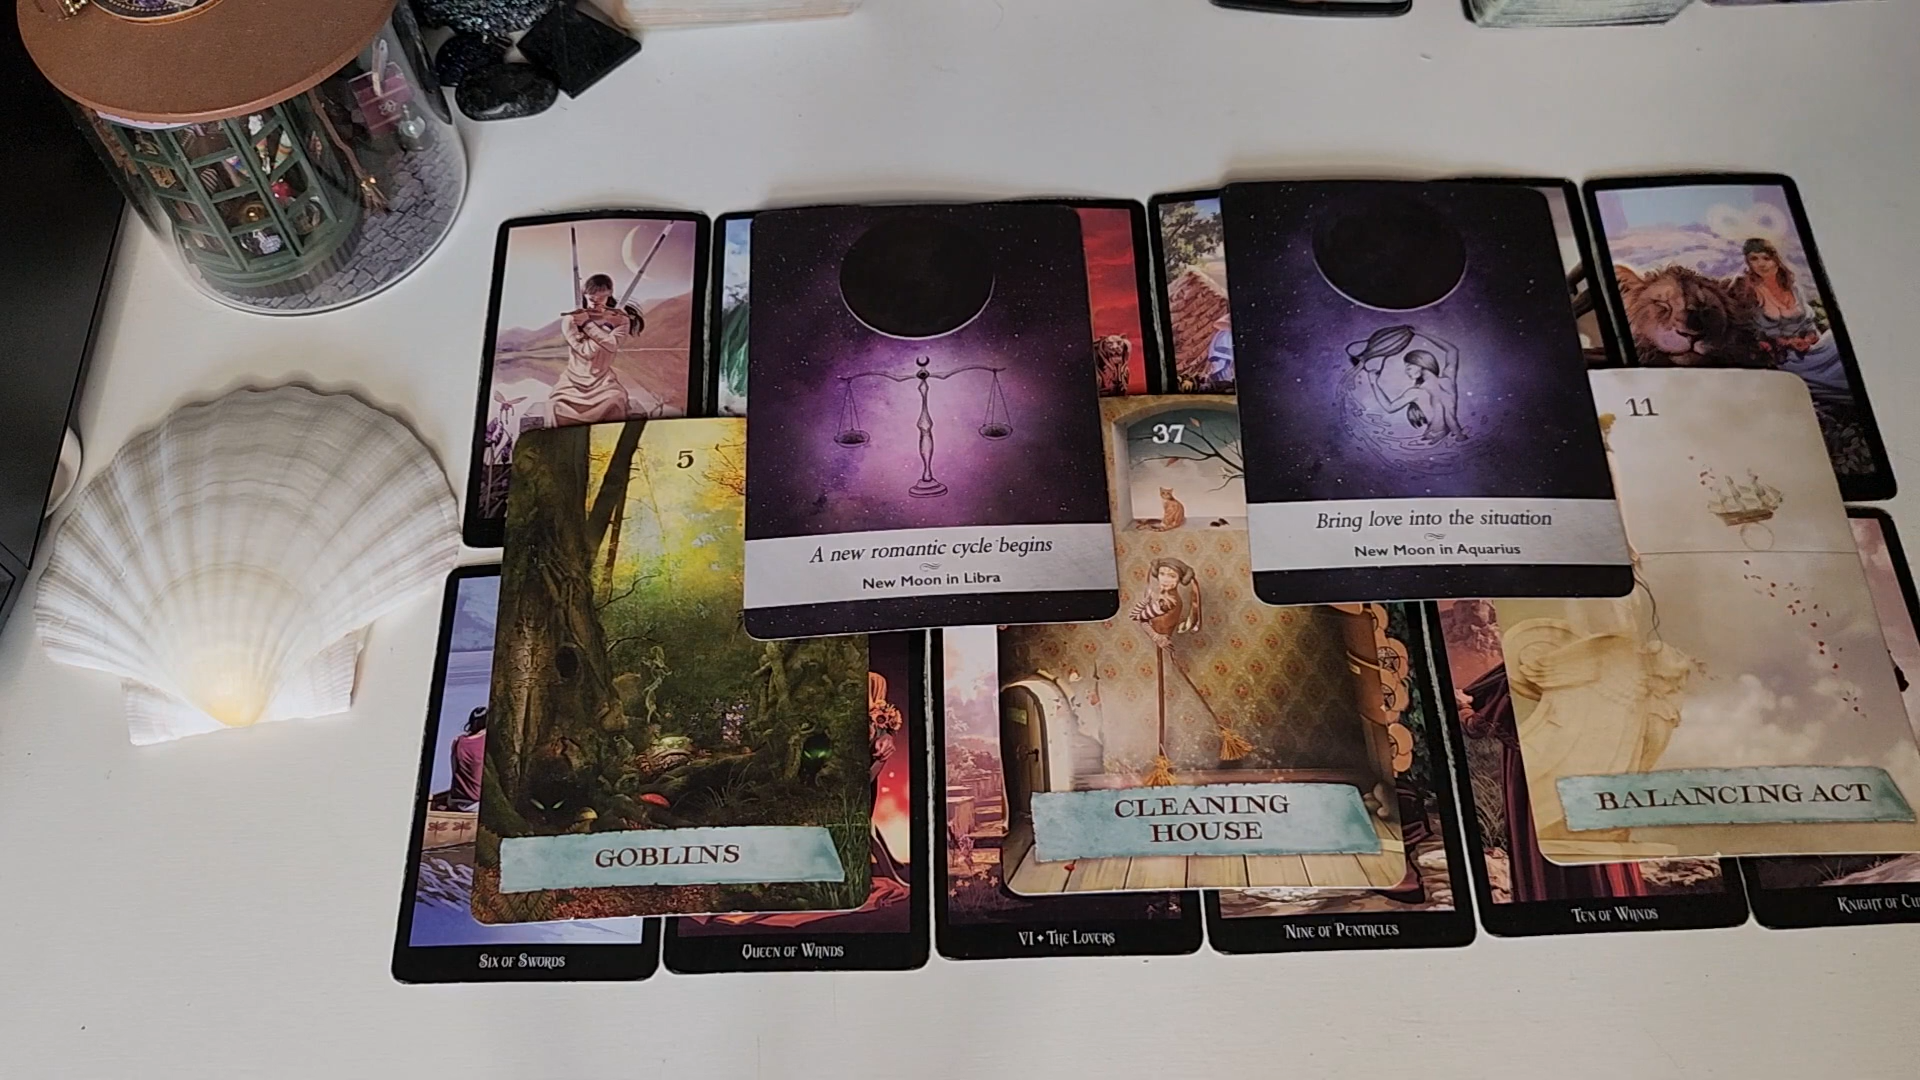 5
GOBLINS
A new romantic cycle begins
New Moon in Libra
37
CLEANING
HOUSE
Bring love into the situation
New Moon in Aquarius
11
BALANCING ACT
SIX OF SWORDS
QUEEN OF WANDS
VI • THE LOVERS
NINE OF PENTACLES
TEN OF WANDS
KNIGHT OF